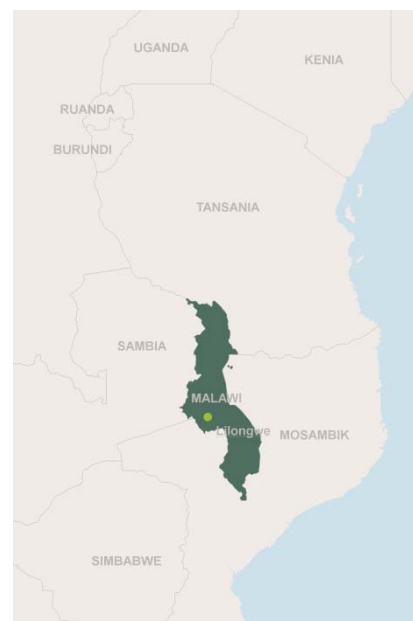 UGANDA
KENIA
RUANDA
BURUNDI
TANSANIA
SAMBIA
MALAWI
Lilongwe
MOSAMBIK
SIMBABWE